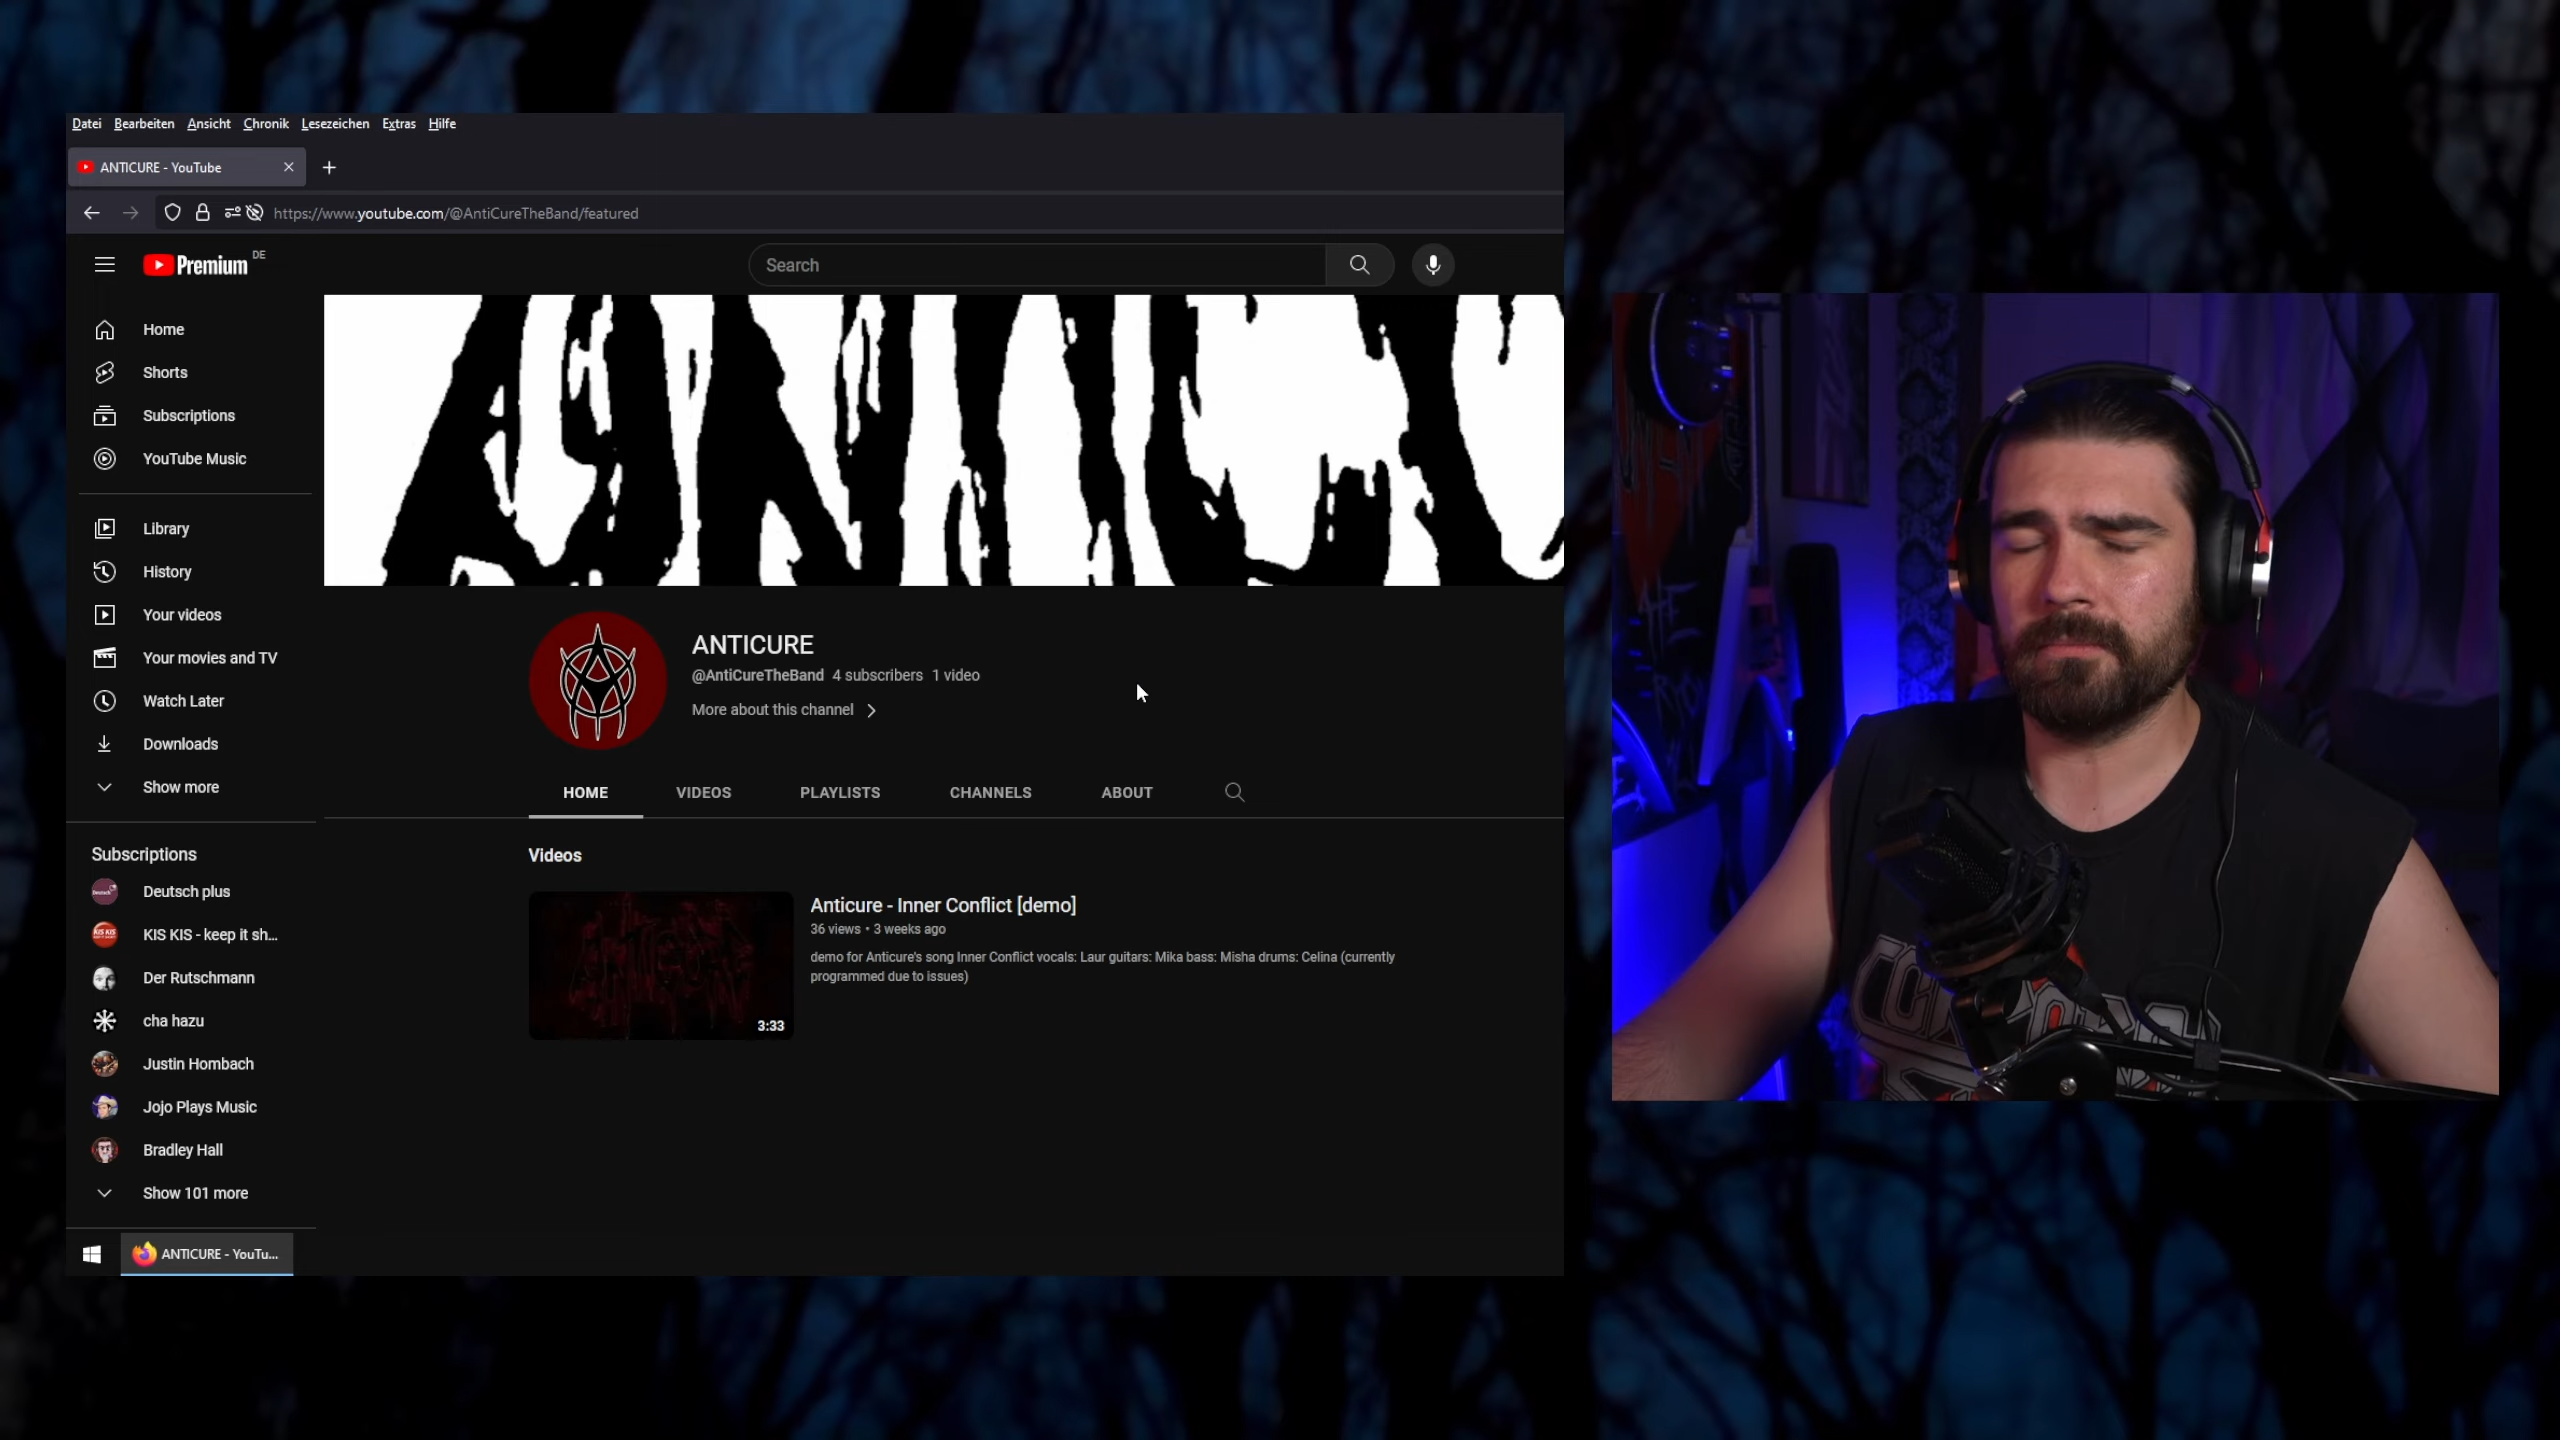 Datei Bearbeiten Ansicht Chronik Lesezeichen Extras Hilfe
ANTICURE - YouTube
https://www.youtube.com/@AntiCureTheBand/featured
Premium DE
Search
Home
Shorts
Subscriptions
YouTube Music
Library
History
Your videos
Your movies and TV
Watch Later
Downloads
Show more
Subscriptions
Deutsch plus
KIS KIS - keep it sh...
Der Rutschmann
cha hazu
Justin Hombach
Jojo Plays Music
Bradley Hall
Show 101 more
ANTICURE
@AntiCureTheBand 4 subscribers 1 video
More about this channel
HOME VIDEOS PLAYLISTS CHANNELS ABOUT
Videos
3:33
Anticure - Inner Conflict [demo]
36 views • 3 weeks ago
demo for Anticure's song Inner Conflict vocals: Laur guitars: Mika bass: Misha drums: Celina (currently
programmed due to issues)
ANTICURE - YouTu...